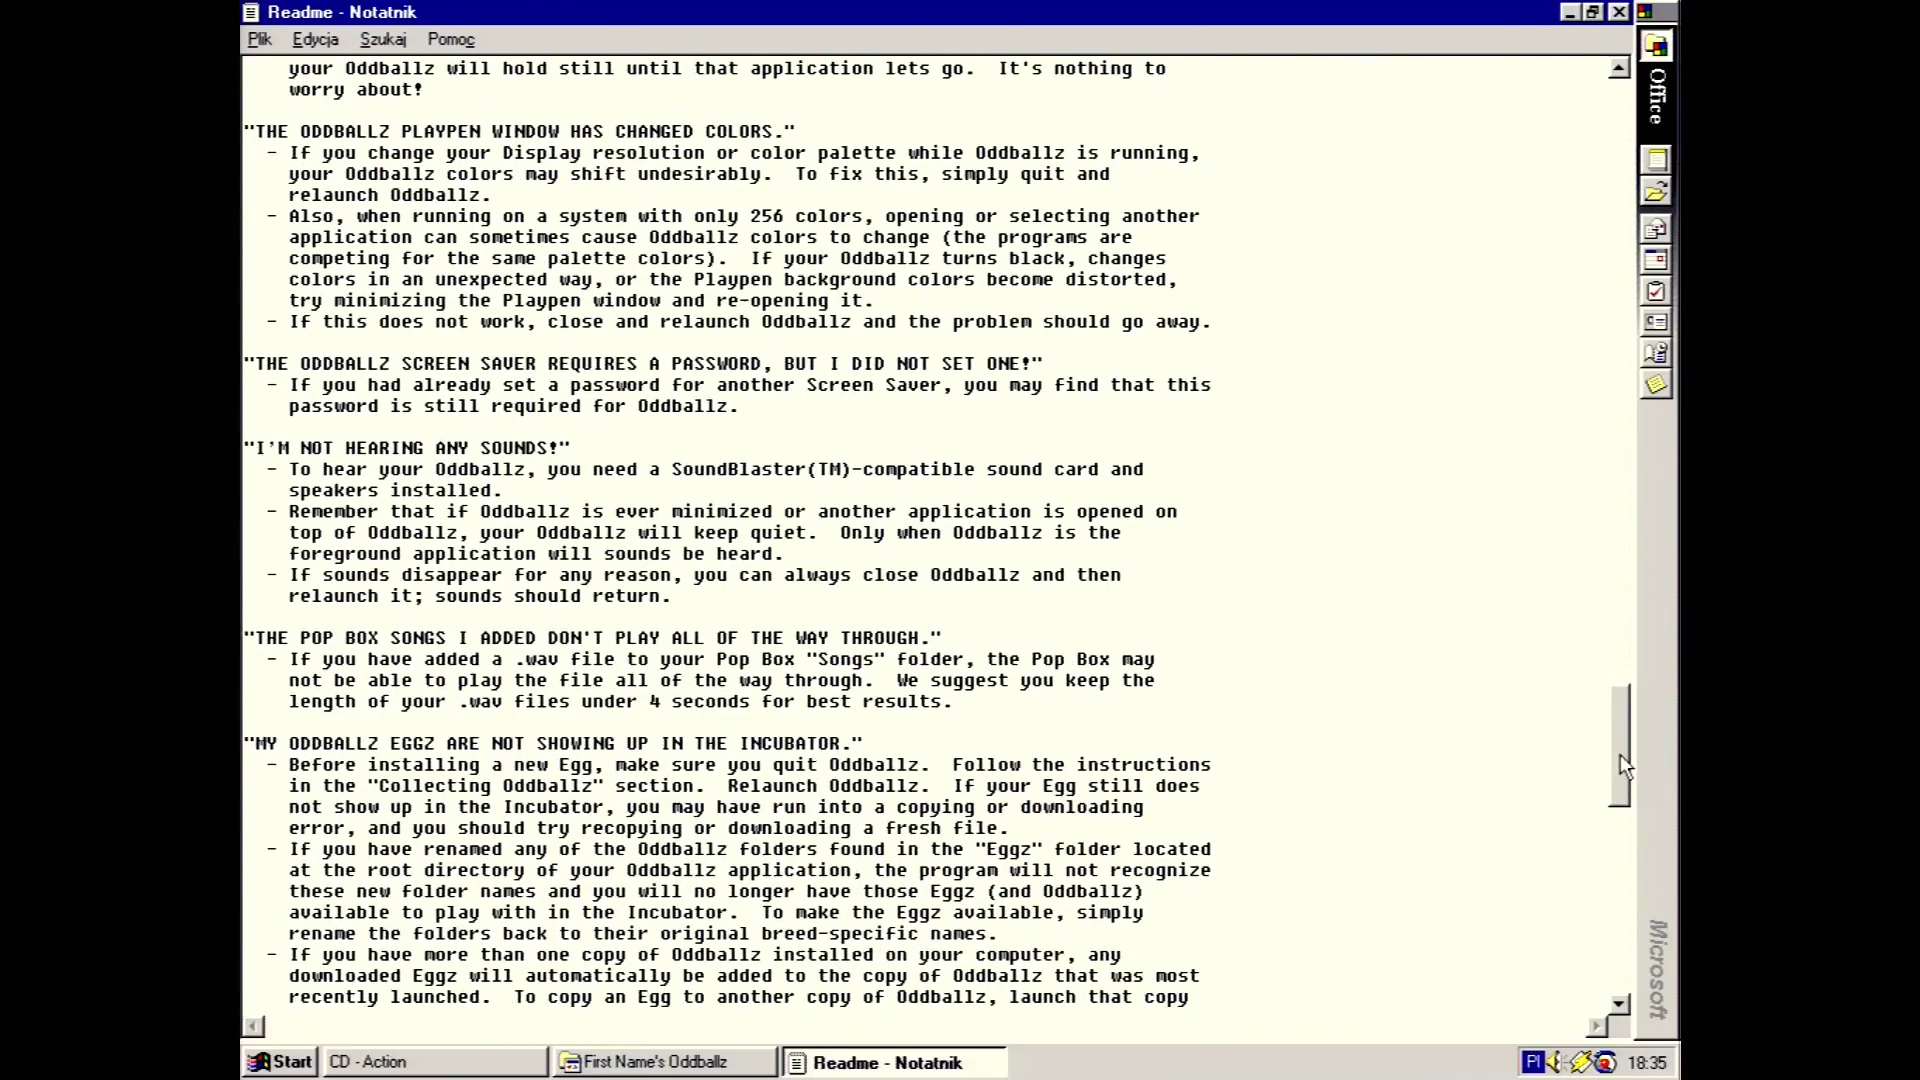 Readme - Notatnik
Plik Edycja Szukaj Pomoc
your Oddballz will hold still until that application lets go. It's nothing to
worry about!
"THE ODDBALLZ PLAYPEN WINDOW HAS CHANGED COLORS."
- If you change your Display resolution or color palette while Oddballz is running,
your Oddballz colors may shift undesirably. To fix this, simply quit and
relaunch Oddballz.
- Also, when running on a system with only 256 colors, opening or selecting another
application can sometimes cause Oddballz colors to change (the programs are
competing for the same palette colors). If your Oddballz turns black, changes
colors in an unexpected way, or the Playpen background colors become distorted,
try minimizing the Playpen window and re-opening it.
- If this does not work, close and relaunch Oddballz and the problem should go away.
"THE ODDBALLZ SCREEN SAVER REQUIRES A PASSWORD, BUT I DID NOT SET ONE!"
- If you had already set a password for another Screen Saver, you may find that this
password is still required for Oddballz.
"I'M NOT HEARING ANY SOUNDS!"
- To hear your Oddballz, you need a SoundBlaster(TM)-compatible sound card and
speakers installed.
- Remember that if Oddballz is ever minimized or another application is opened on
top of Oddballz, your Oddballz will keep quiet. Only when Oddballz is the
foreground application will sounds be heard.
- If sounds disappear for any reason, you can always close Oddballz and then
relaunch it; sounds should return.
"THE POP BOX SONGS I ADDED DON'T PLAY ALL OF THE WAY THROUGH."
- If you have added a .wav file to your Pop Box "Songs" folder, the Pop Box may
not be able to play the file all of the way through. We suggest you keep the
length of your .wav files under 4 seconds for best results.
"MY ODDBALLZ EGGZ ARE NOT SHOWING UP IN THE INCUBATOR."
- Before installing a new Egg, make sure you quit Oddballz. Follow the instructions
in the "Collecting Oddballz" section. Relaunch Oddballz. If your Egg still does
not show up in the Incubator, you may have run into a copying or downloading
error, and you should try recopying or downloading a fresh file.
- If you have renamed any of the Oddballz folders found in the "Eggz" folder located
at the root directory of your Oddballz application, the program will not recognize
these new folder names and you will no longer have those Eggz (and Oddballz)
available to play with in the Incubator. To make the Eggz available, simply
rename the folders back to their original breed-specific names.
- If you have more than one copy of Oddballz installed on your computer, any
downloaded Eggz will automatically be added to the copy of Oddballz that was most
recently launched. To copy an Egg to another copy of Oddballz, launch that copy
Office
Microsoft
Start CD - Action First Name's Oddballz Readme - Notatnik Pl 18:35